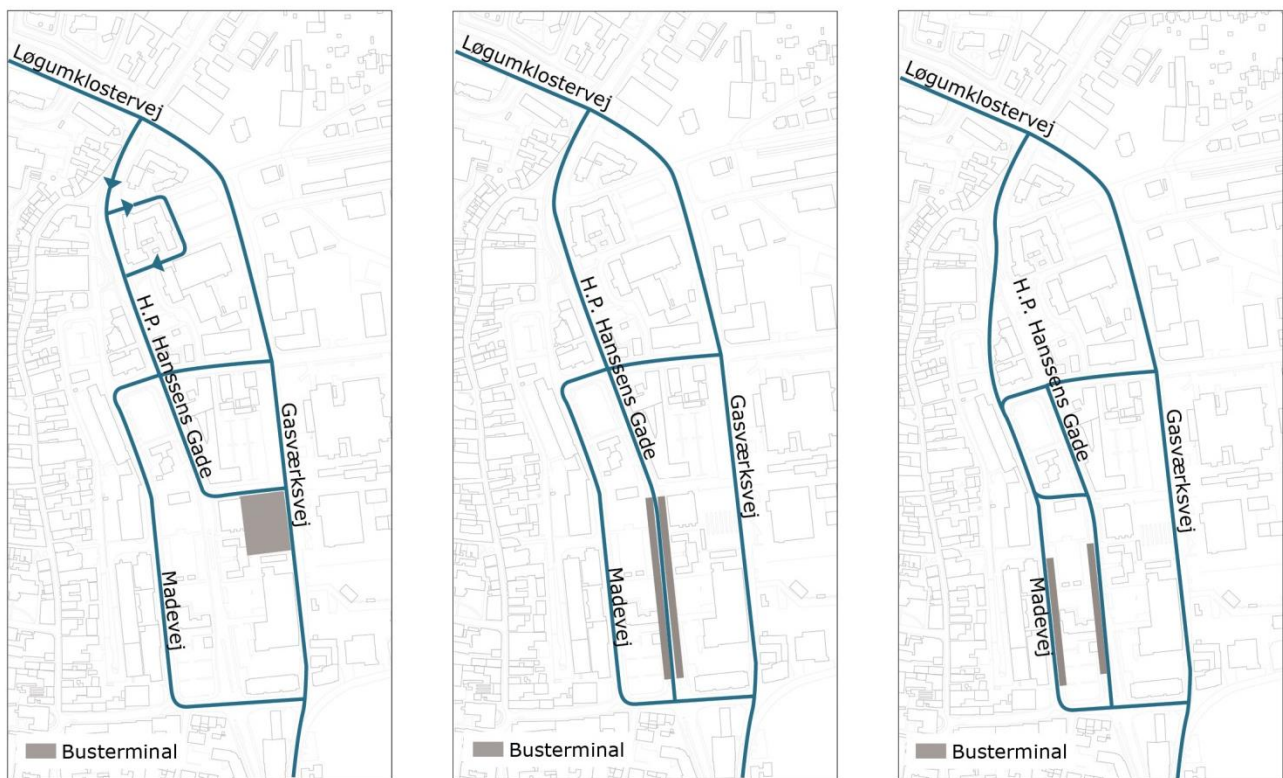 Løgumklostervej
H.P. Hanssens Gade
Gasværksvej
Madevej
Busterminal
Løgumklostervej
H.P. Hanssens Gade
Gasværksvej
Madevej
Busterminal
Løgumklostervej
H.P. Hanssens Gade
Gasværksvej
Madevej
Busterminal